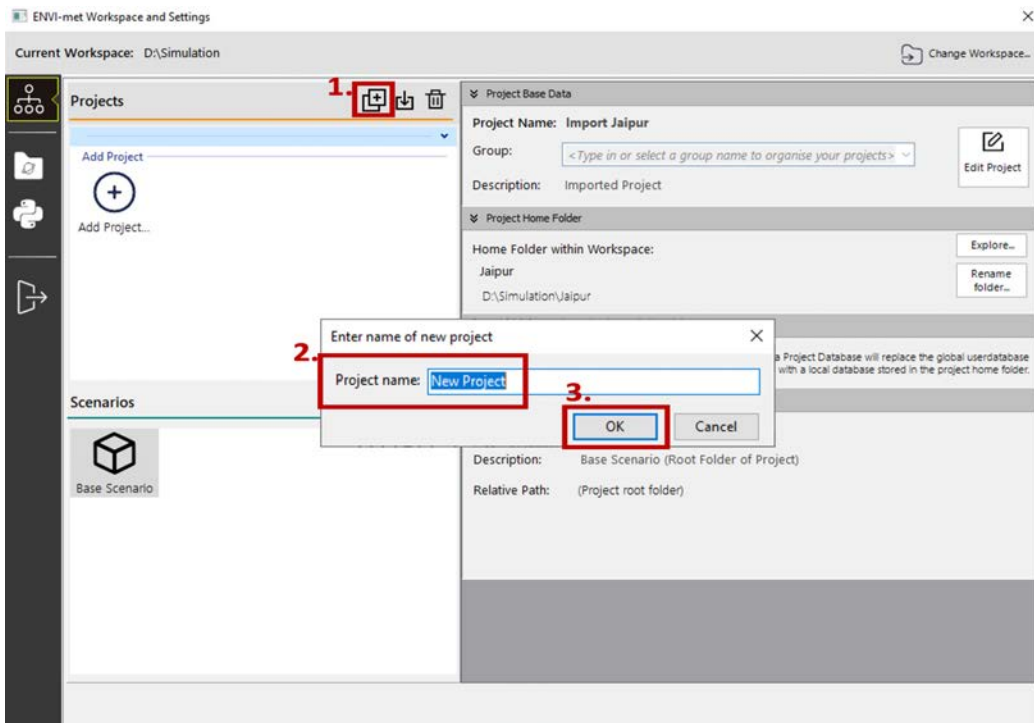 ENVI-met Workspace and Settings
Current Workspace: D:\Simulation
Change Workspace...
Projects
1.
Add Project
Add Project...
Project Base Data
Project Name: Import Jaipur
Group: <Type in or select a group name to organise your projects>
Description: Imported Project
Edit Project
Project Home Folder
Home Folder within Workspace:
Jaipur
D:\Simulation\Jaipur
Explore...
Rename
folder...
a Project Database will replace the global userdatabase
with a local database stored in the project home folder.
Enter name of new project
2.
Project name: New Project
3.
OK
Cancel
Scenarios
Base Scenario
Description: Base Scenario (Root Folder of Project)
Relative Path: (Project root folder)